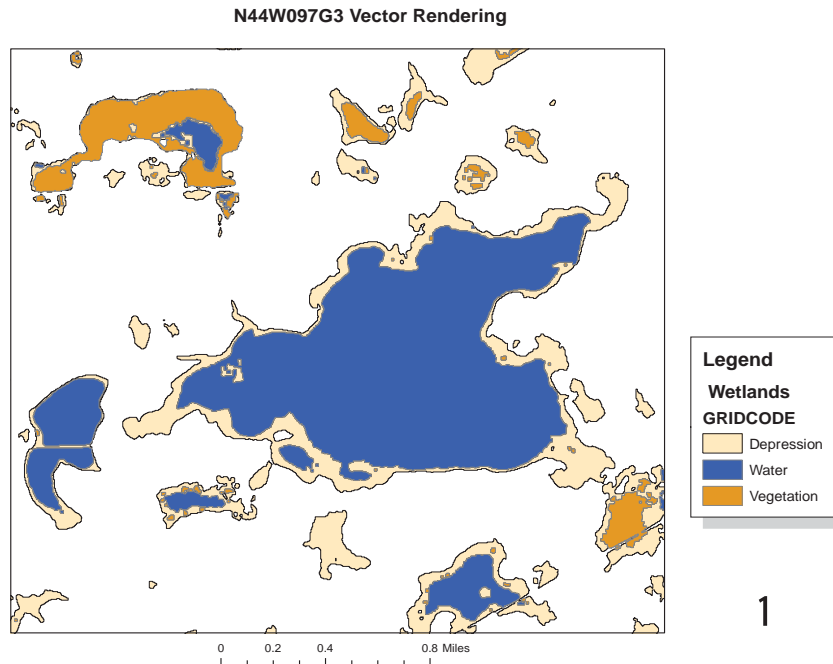 N44W097G3 Vector Rendering
Legend
Wetlands
GRIDCODE
Depression
Water
Vegetation
1
0 0.2 0.4 0.8 Miles